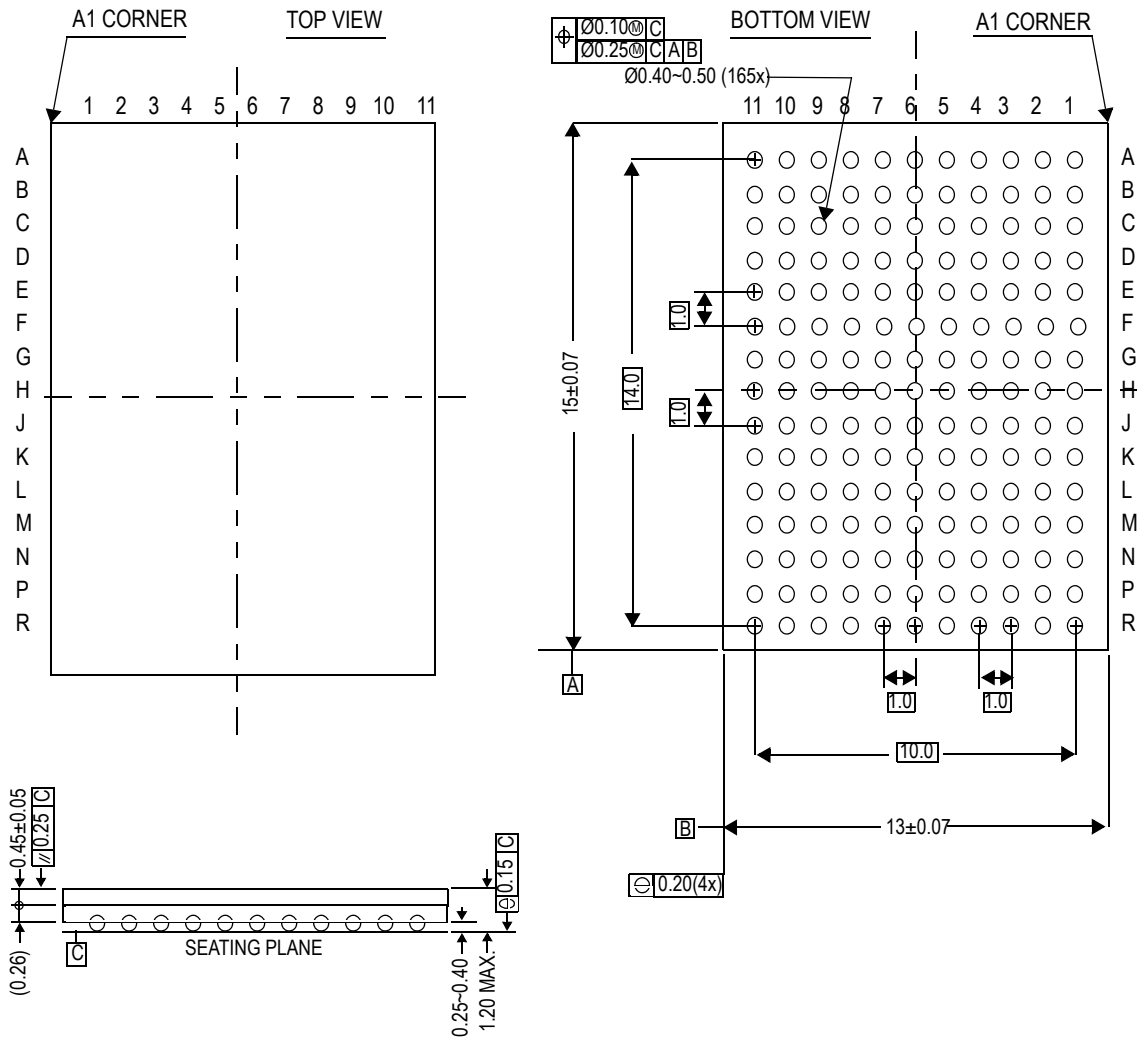 A1 CORNER
TOP VIEW
1 2 3 4 5 6 7 8 9 10 11
A
B
C
D
E
F
G
H
J
K
L
M
N
P
R
BOTTOM VIEW
A1 CORNER
⌖ Ø0.10Ⓜ C
Ø0.25Ⓜ C A B
Ø0.40~0.50 (165x)
11 10 9 8 7 6 5 4 3 2 1
A
B
C
D
E
F
G
H
J
K
L
M
N
P
R
15±0.07
14.0
1.0
1.0
A
1.0
1.0
10.0
B
13±0.07
0.20(4x)
0.45±0.05
// 0.25 C
(0.26)
C
SEATING PLANE
0.15 C
0.25~0.40
1.20 MAX.